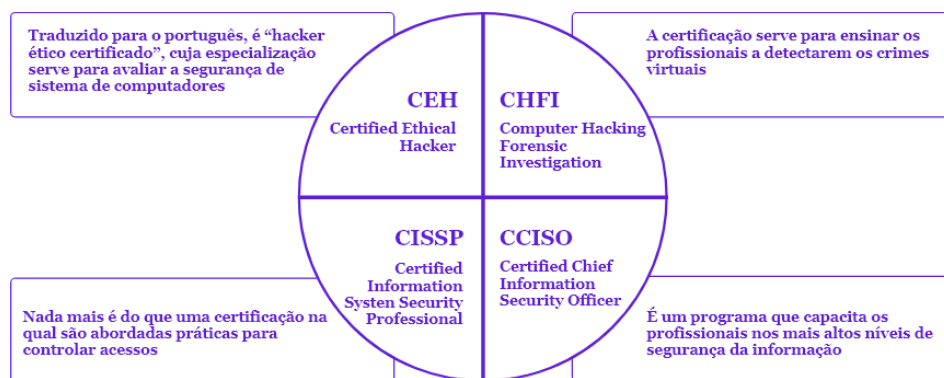 Traduzido para o português, é “hacker
ético certificado”, cuja especialização
serve para avaliar a segurança de
sistema de computadores
A certificação serve para ensinar os
profissionais a detectarem os crimes
virtuais
CEH
Certified Ethical
Hacker
CHFI
Computer Hacking
Forensic
Investigation
CISSP
Certified
Information
Systen Security
Professional
CCISO
Certified Chief
Information
Security Officer
Nada mais é do que uma certificação na
qual são abordadas práticas para
controlar acessos
É um programa que capacita os
profissionais nos mais altos níveis de
segurança da informação